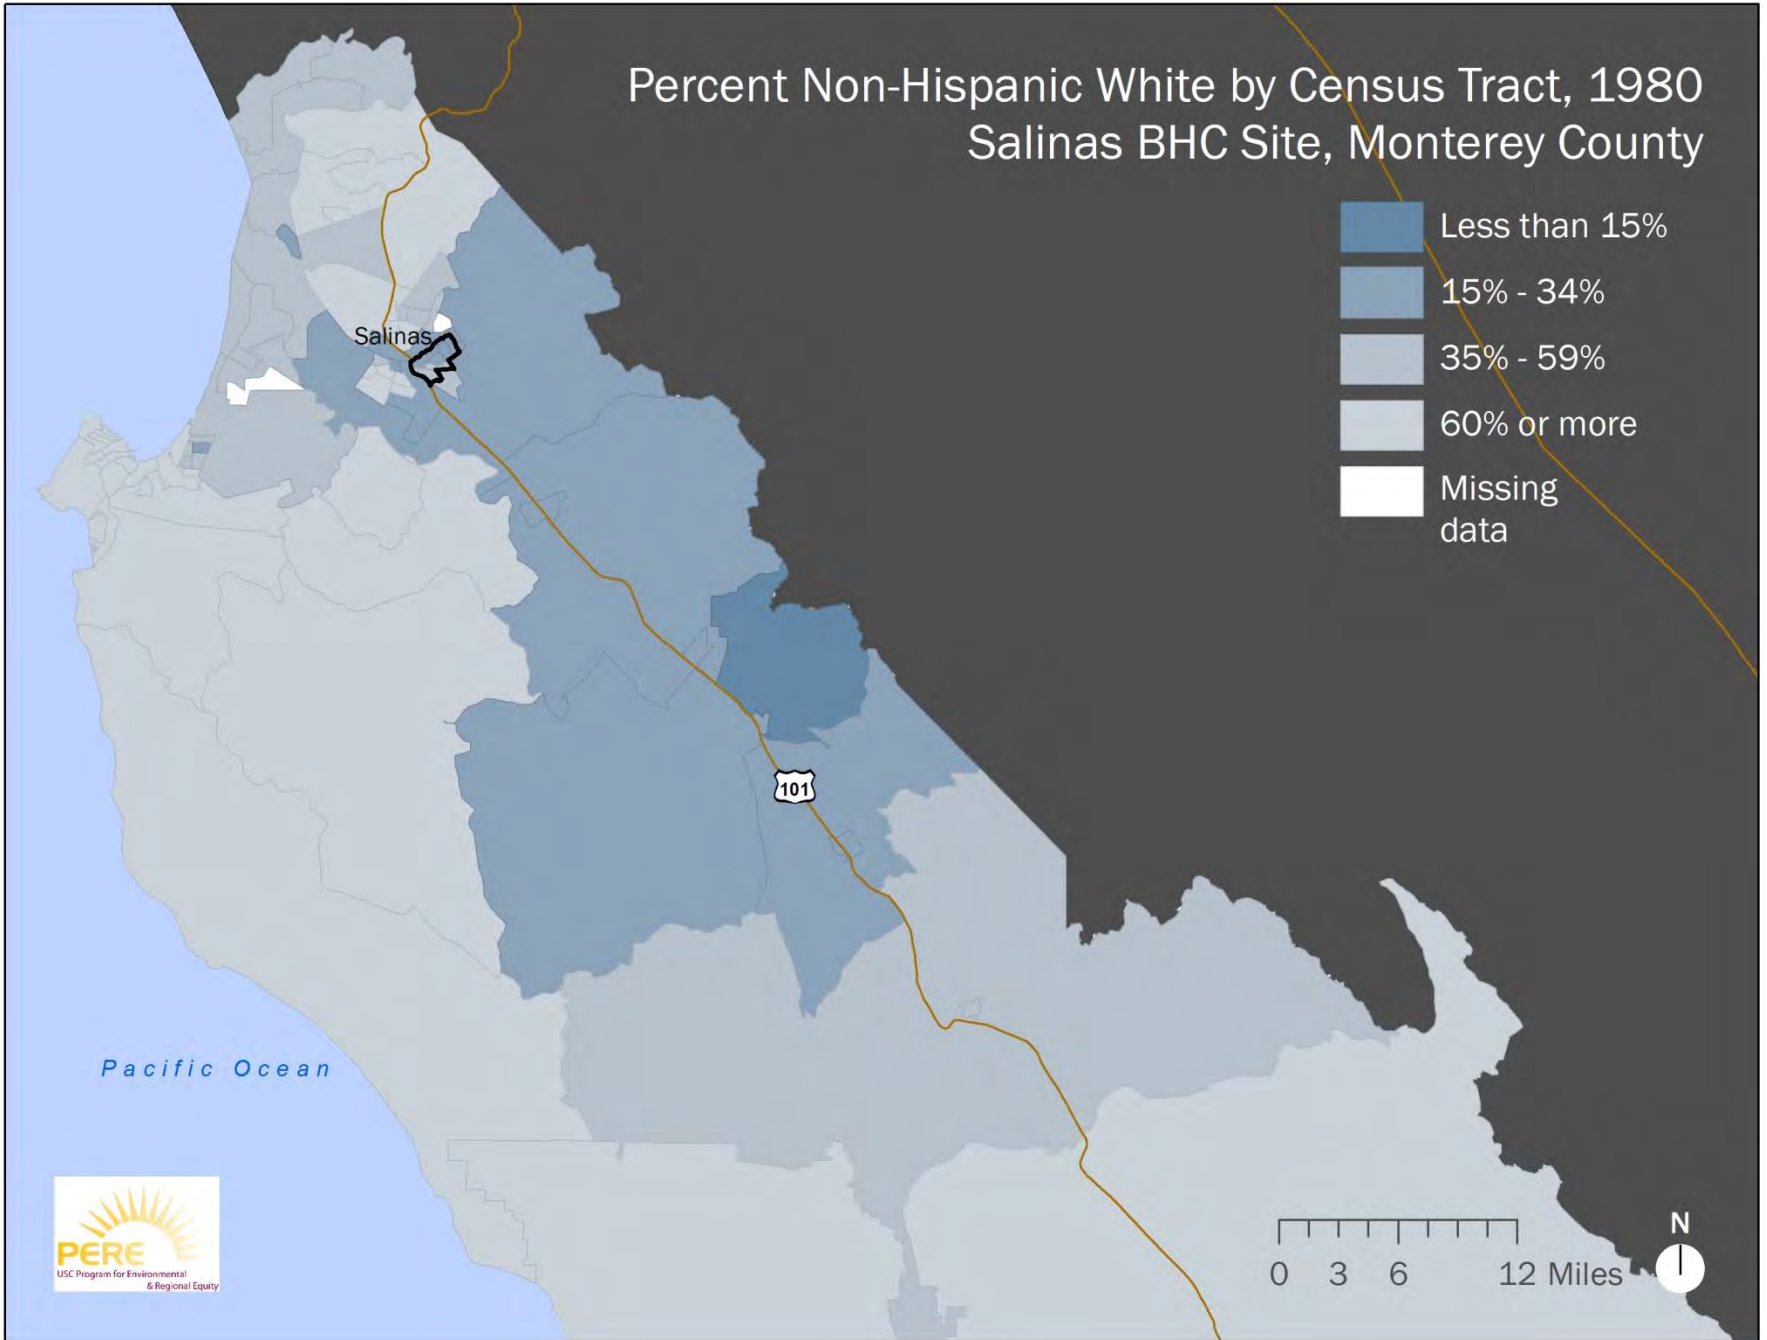 Percent Non-Hispanic White by Census Tract, 1980
Salinas BHC Site, Monterey County
Less than 15%
15% - 34%
35% - 59%
60% or more
Missing
data
Salinas
101
Pacific Ocean
PERE
USC Program for Environmental
& Regional Equity
N
0 3 6 12 Miles